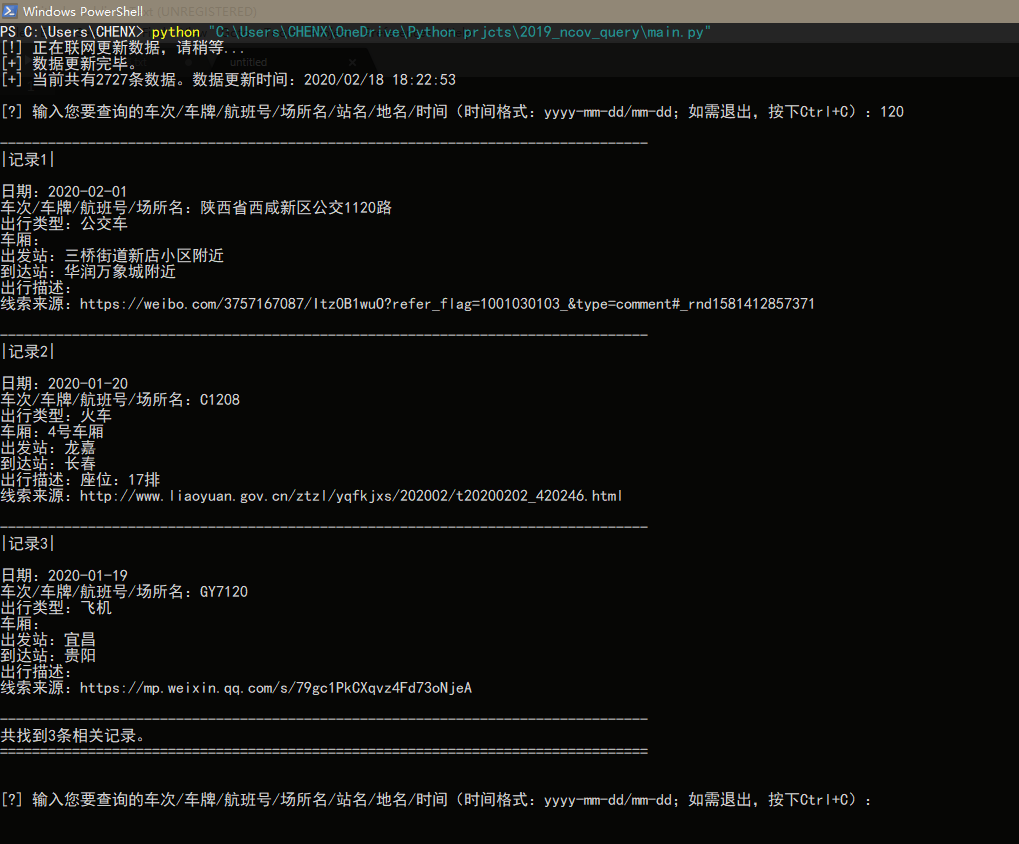 Windows PowerShell
(UNREGISTERED)
PS C:\Users\CHENX> python "C:\Users\CHENX\OneDrive\Python prjcts\2019_ncov_query\main.py"
[!] 正在联网更新数据，请稍等...
untitled
[+] 数据更新完毕。
[+] 当前共有2727条数据。数据更新时间：2020/02/18 18:22:53
[?] 输入您要查询的车次/车牌/航班号/场所名/站名/地名/时间（时间格式：yyyy-mm-dd/mm-dd；如需退出，按下Ctrl+C）：120
|记录1|
日期：2020-02-01
车次/车牌/航班号/场所名：陕西省西咸新区公交1120路
出行类型：公交车
车厢：
出发站：三桥街道新店小区附近
到达站：华润万象城附近
出行描述：
线索来源：https://weibo.com/3757167087/Itz0B1wuO?refer_flag=1001030103_&type=comment#_rnd1581412857371
|记录2|
日期：2020-01-20
车次/车牌/航班号/场所名：C1208
出行类型：火车
车厢：4号车厢
出发站：龙嘉
到达站：长春
出行描述：座位：17排
线索来源：http://www.liaoyuan.gov.cn/ztzl/yqfkjxs/202002/t20200202_420246.html
|记录3|
日期：2020-01-19
车次/车牌/航班号/场所名：GY7120
出行类型：飞机
车厢：
出发站：宜昌
到达站：贵阳
出行描述：
线索来源：https://mp.weixin.qq.com/s/79gc1PkCXqvz4Fd73oNjeA
共找到3条相关记录。
[?] 输入您要查询的车次/车牌/航班号/场所名/站名/地名/时间（时间格式：yyyy-mm-dd/mm-dd；如需退出，按下Ctrl+C）：